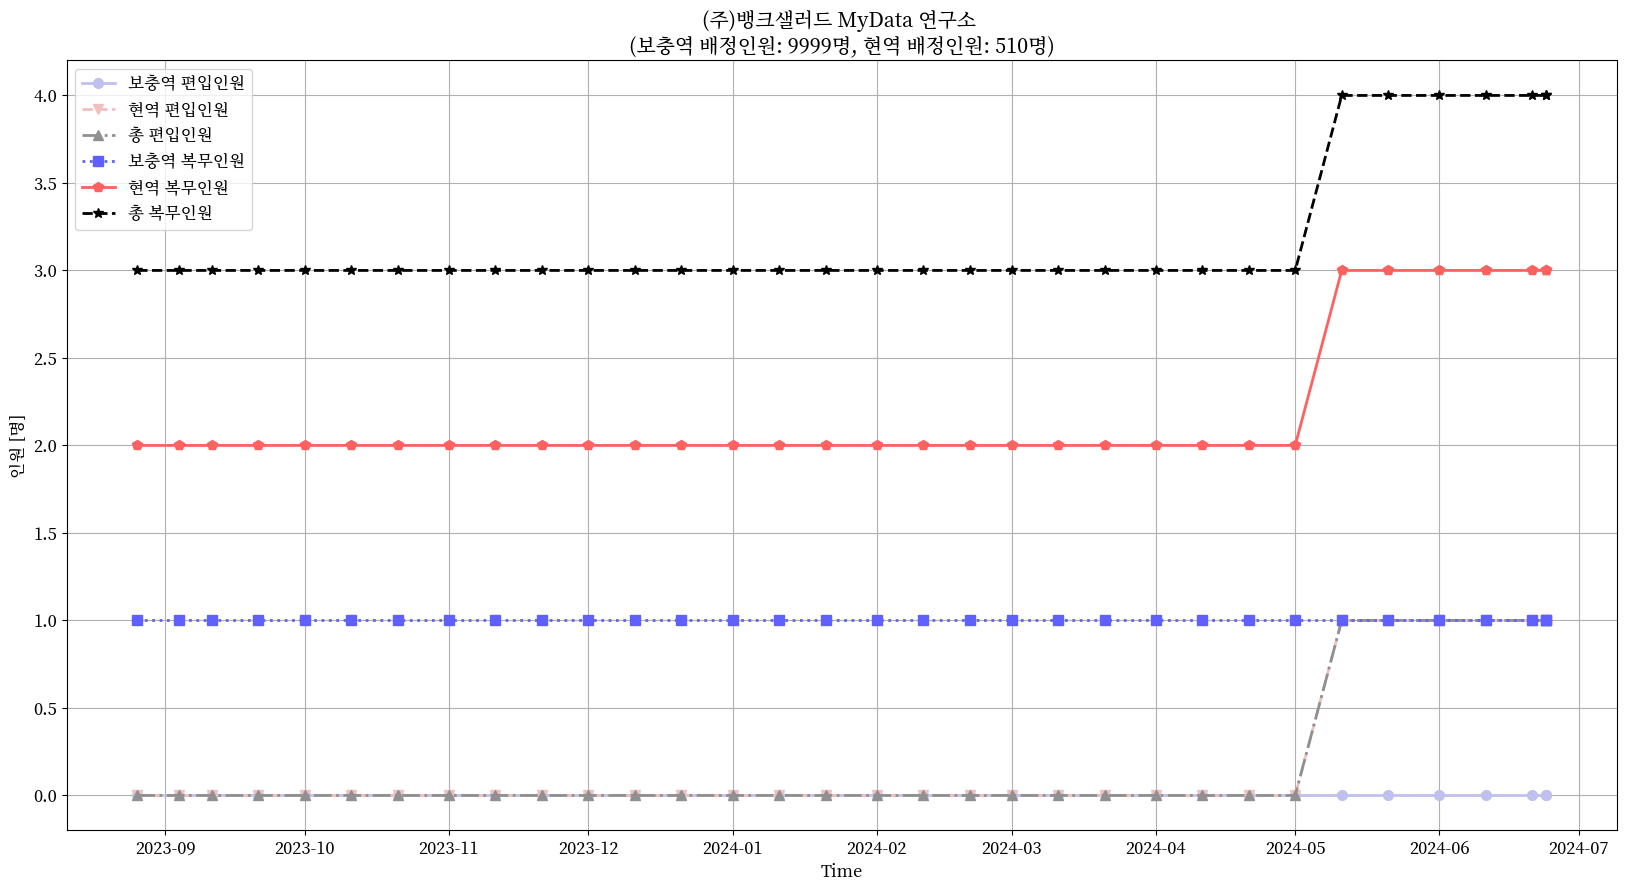 (주)뱅크샐러드 MyData 연구소
(보충역 배정인원: 9999명, 현역 배정인원: 510명)
보충역 편입인원
현역 편입인원
총 편입인원
보충역 복무인원
현역 복무인원
총 복무인원
4.0
3.5
3.0
2.5
2.0
1.5
1.0
0.5
0.0
인원 [명]
2023-09
2023-10
2023-11
2023-12
2024-01
2024-02
2024-03
2024-04
2024-05
2024-06
2024-07
Time